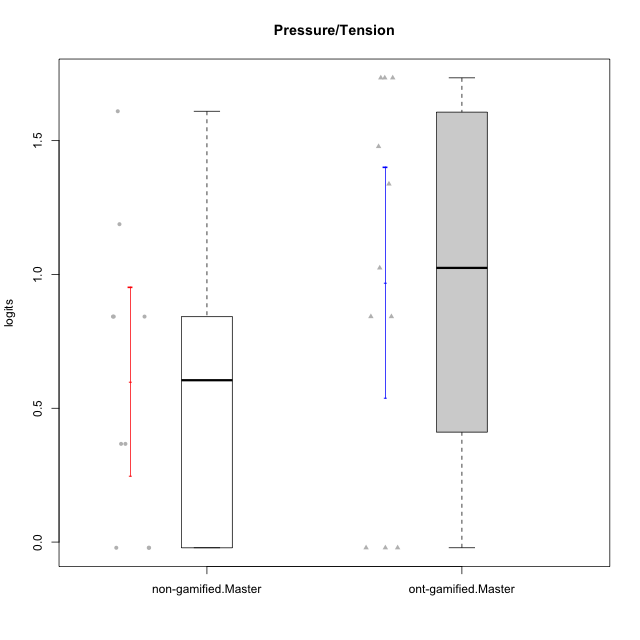 Pressure/Tension
logits
1.5
1.0
0.5
0.0
non-gamified.Master
ont-gamified.Master